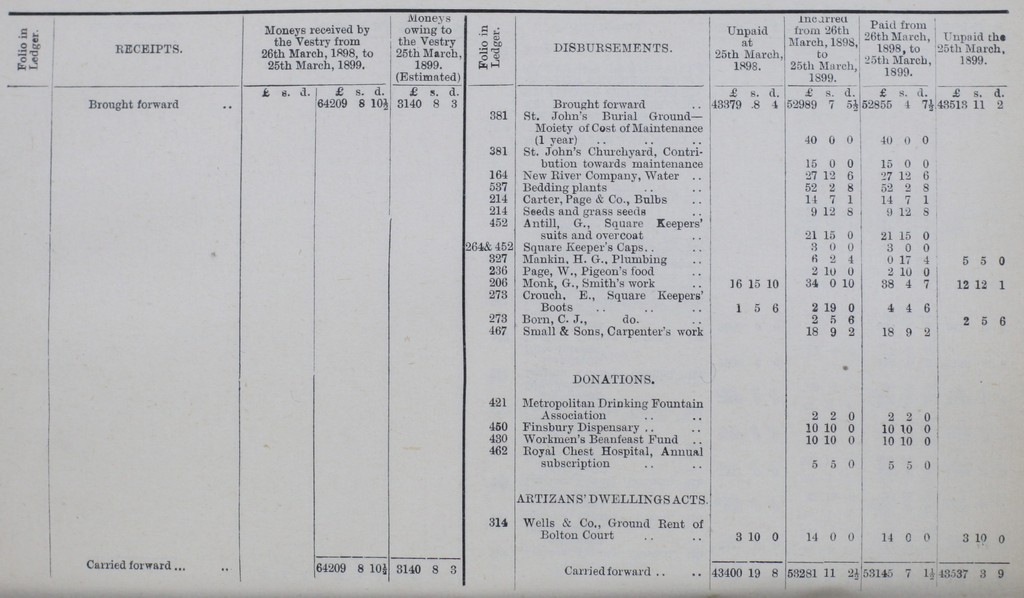 Folio in Ledger.
RECEIPTS.
Moneys received by the Vestry from 26th March, 1898, to 25th March, 1899.
Moneys owing to the Vestry 25th March, 1899. (Estimated)
Folio in Ledger.
DISBURSEMENTS.
Unpaid at 25th March, 1898.
Incurred from 26th March, 1898, to 25th March, 1899.
Paid from 26th March, 1898, to 25th March, 1899.
Unpaid the 25th March, 1899.
£ s. d. £ s. d. £ s. d. £ s. d. £ s. d. £ s. d. £ s. d.
Brought forward .. 64209 8 10½ 3140 8 3 Brought forward .. 43379 .8 4 52989 7 5½ 52855 4 7½ 43513 11 2
381 St. John's Burial Ground—
Moiety of Cost of Maintenance
(1 year) .. .. .. 40 0 0 40 0 0
381 St. John's Churchyard, Contri-
bution towards maintenance 15 0 0 15 0 0
164 New River Company, Water .. 27 12 6 27 12 6
537 Bedding plants .. .. 52 2 8 52 2 8
214 Carter, Page & Co., Bulbs .. 14 7 1 14 7 1
214 Seeds and grass seeds .. 9 12 8 9 12 8
452 Antill, G., Square Keepers'
suits and overcoat .. 21 15 0 21 15 0
264 & 452 Square Keeper's Caps.. .. 3 0 0 3 0 0
327 Mankin, H. G., Plumbing .. 6 2 4 0 17 4 5 5 0
236 Page, W., Pigeon's food .. 2 10 0 2 10 0
206 Monk, G., Smith's work .. 16 15 10 34 0 10 38 4 7 12 12 1
273 Crouch, E., Square Keepers'
Boots .. .. .. 1 5 6 2 19 0 4 4 6
273 Born, C. J., do. .. 2 5 6 2 5 6
467 Small & Sons, Carpenter's work 18 9 2 18 9 2
DONATIONS.
421 Metropolitan Drinking Fountain
Association .. .. 2 2 0 2 2 0
450 Finsbury Dispensary .. .. 10 10 0 10 10 0
430 Workmen's Beanfeast Fund .. 10 10 0 10 10 0
462 Royal Chest Hospital, Annual
subscription .. .. 5 5 0 5 5 0
ARTIZANS' DWELLINGS ACTS.
314 Wells & Co., Ground Rent of
Bolton Court .. .. 3 10 0 14 0 0 14 0 0 3 10 0
Carried forward ... .. 64209 8 10½ 3140 8 3 Carried forward .. .. 43400 19 8 53281 11 2½ 53145 7 1½ 43537 3 9